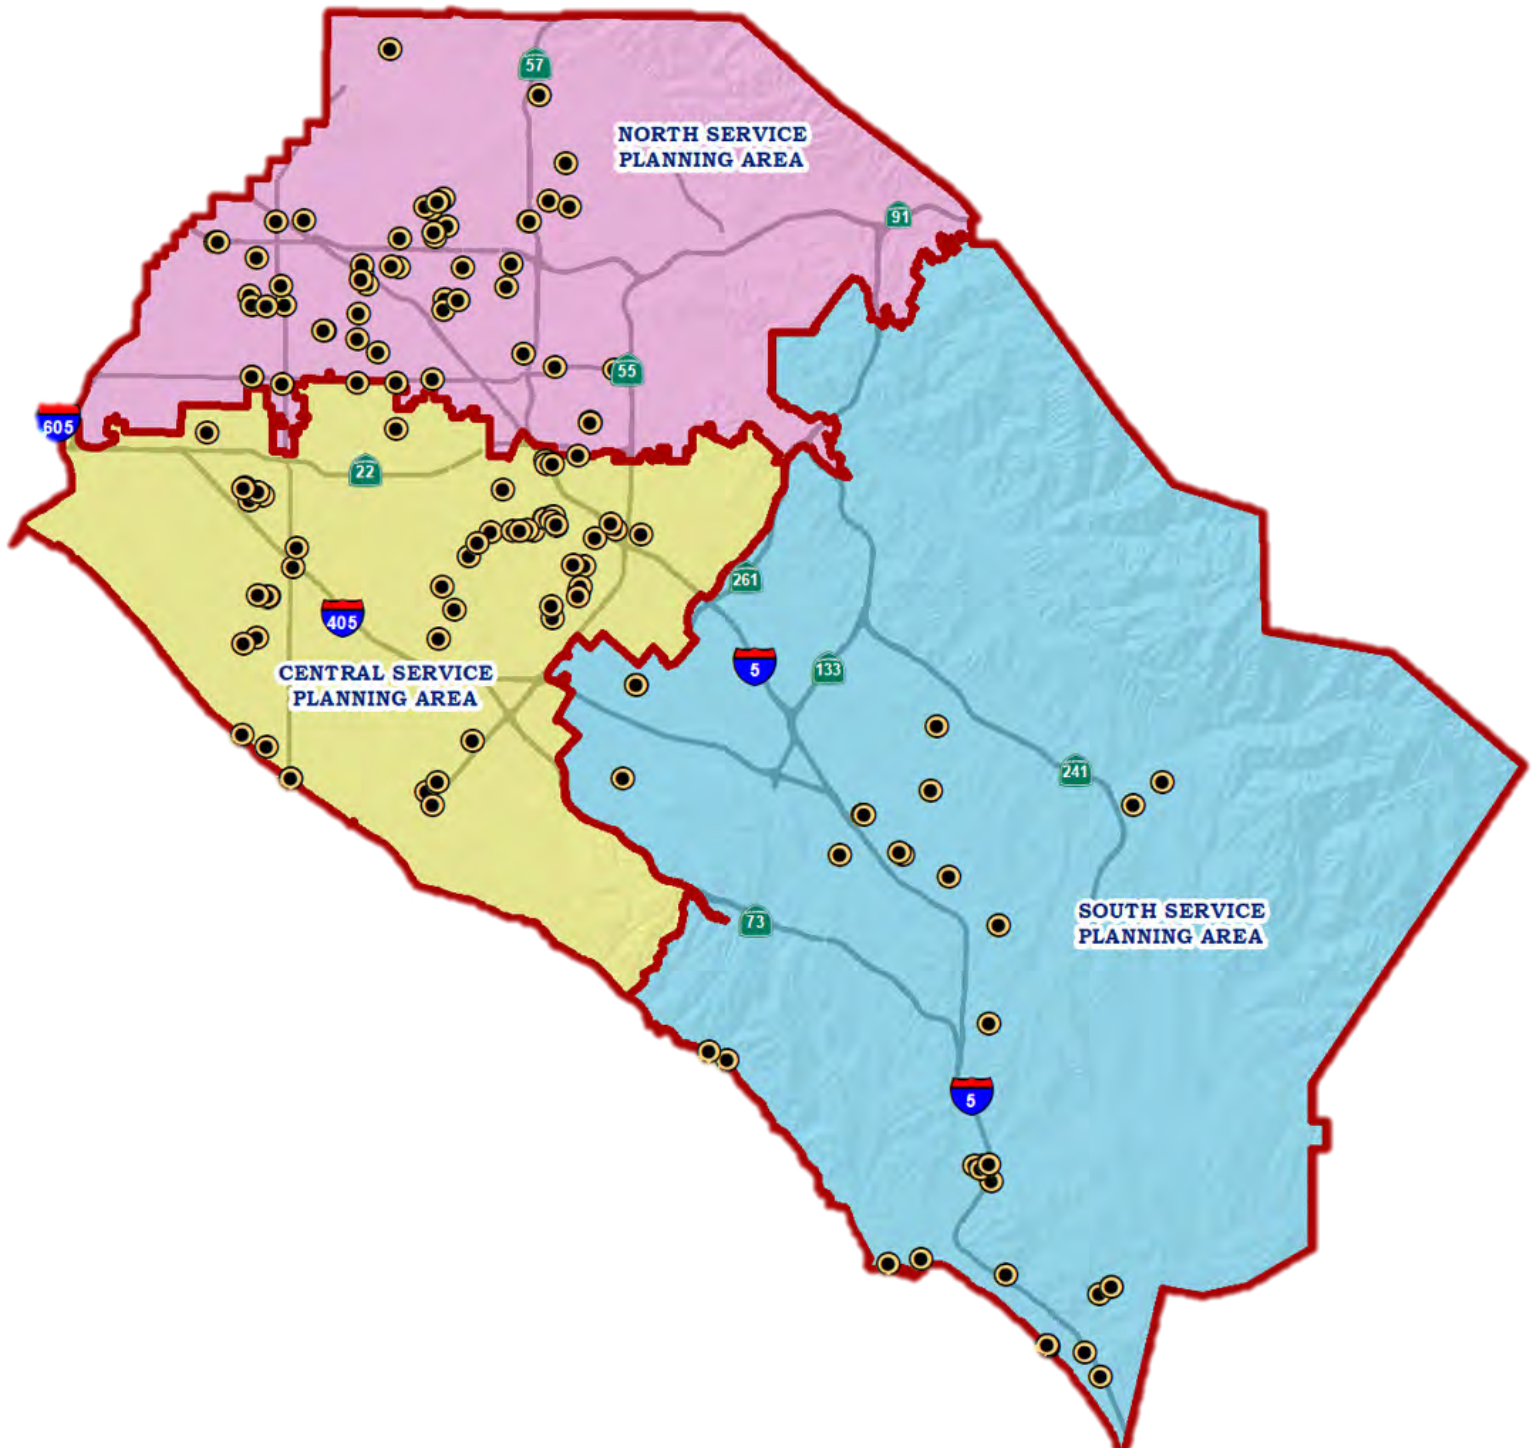 57
NORTH SERVICE
PLANNING AREA
91
55
605
22
261
405
5
133
CENTRAL SERVICE
PLANNING AREA
241
SOUTH SERVICE
PLANNING AREA
73
5